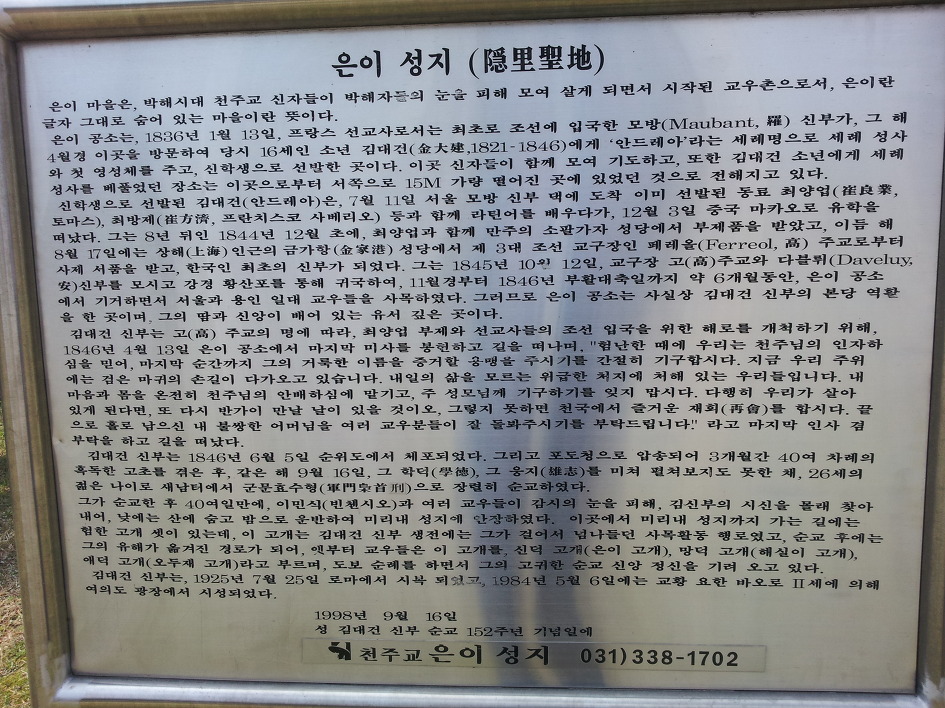 은이 성지 (隱里聖地)
은이 마을은, 박해시대 천주교 신자들이 박해자들의 눈을 피해 모여 살게 되면서 시작된 교우촌으로서, 은이란
글자 그대로 숨어 있는 마을이란 뜻이다.
은이 공소는, 1836년 1월 13일, 프랑스 선교사로서는 최초로 조선에 입국한 모방(Maubant, 羅) 신부가, 그 해
4월경 이곳을 방문하여 당시 16세인 소년 김대건(金大建,1821-1846)에게 '안드레아'라는 세례명으로 세례 성사
와 첫 영성체를 주고, 신학생으로 선발한 곳이다. 이곳 신자들이 함께 모여 기도하고, 또한 김대건 소년에게 세례
성사를 베풀었던 장소는 이곳으로부터 서쪽으로 15M 가량 떨어진 곳에 있었던 것으로 전해지고 있다.
신학생으로 선발된 김대건(안드레아)은, 7월 11일 서울 모방 신부 댁에 도착 이미 선발된 동료 최양업(崔良業,
토마스), 최방제(崔方濟, 프란치스코 사베리오) 등과 함께 라틴어를 배우다가, 12월 3일 중국 마카오로 유학을
떠났다. 그는 8년 뒤인 1844년 12월 초에, 최양업과 함께 만주의 소팔가자 성당에서 부제품을 받았고, 이듬 해
8월 17일에는 상해(上海)인근의 금가항(金家港) 성당에서 제 3대 조선 교구장인 페레올(Ferreol, 高) 주교로부터
사제 서품을 받고, 한국인 최초의 신부가 되었다. 그는 1845년 10월 12일, 교구장 고(高)주교와 다블뤼(Daveluy,
安)신부를 모시고 강경 황산포를 통해 귀국하여, 11월경부터 1846년 부활대축일까지 약 6개월동안, 은이 공소
에서 기거하면서 서울과 용인 일대 교우들을 사목하였다. 그러므로 은이 공소는 사실상 김대건 신부의 본당 역할
을 한 곳이며, 그의 땀과 신앙이 배어 있는 유서 깊은 곳이다.
김대건 신부는 고(高) 주교의 명에 따라, 최양업 부제와 선교사들의 조선 입국을 위한 해로를 개척하기 위해,
1846년 4월 13일 은이 공소에서 마지막 미사를 봉헌하고 길을 떠나며, "험난한 때에 우리는 천주님의 인자하
심을 믿어, 마지막 순간까지 그의 거룩한 이름을 증거할 용맹을 주시기를 간절히 기구합시다. 지금 우리 주위
에는 검은 마귀의 손길이 다가오고 있습니다. 내일의 삶을 모르는 위급한 처지에 처해 있는 우리들입니다. 내
마음과 몸을 온전히 천주님의 안배하심에 맡기고, 주 성모님께 기구하기를 잊지 맙시다. 다행히 우리가 살아
있게 된다면, 또 다시 반가이 만날 날이 있을 것이오, 그렇지 못하면 천국에서 즐거운 재회(再會)를 합시다. 끝
으로 홀로 남으신 내 불쌍한 어머님을 여러 교우분들이 잘 돌봐주시기를 부탁드립니다." 라고 마지막 인사 겸
부탁을 하고 길을 떠났다.
김대건 신부는 1846년 6월 5일 순위도에서 체포되었다. 그리고 포도청으로 압송되어 3개월간 40여 차례의
혹독한 고초를 겪은 후, 같은 해 9월 16일, 그 학덕(學德), 그 웅지(雄志)를 미쳐 펼쳐보지도 못한 채, 26세의
젊은 나이로 새남터에서 군문효수형(軍門梟首刑)으로 장렬히 순교하였다.
그가 순교한 후 40여일만에, 이민식(빈첸시오)과 여러 교우들이 감시의 눈을 피해, 김신부의 시신을 몰래 찾아
내어, 낮에는 산에 숨고 밤으로 운반하여 미리내 성지에 안장하였다. 이곳에서 미리내 성지까지 가는 길에는
험한 고개 셋이 있는데, 이 고개는 김대건 신부 생전에는 그가 걸어서 넘나들던 사목활동 행로였고, 순교 후에는
그의 유해가 옮겨진 경로가 되어, 옛부터 교우들은 이 고개를, 신덕 고개(은이 고개), 망덕 고개(해실이 고개),
애덕 고개(오두재 고개)라고 부르며, 도보 순례를 하면서 그의 고귀한 순교 신앙 정신을 기려 오고 있다.
김대건 신부는, 1925년 7월 25일 로마에서 시복 되었고, 1984년 5월 6일에는 교황 요한 바오로 II세에 의해
여의도 광장에서 시성되었다.
1998년 9월 16일
성 김대건 신부 순교 152주년 기념일에
천주교 은이 성지 031)338-1702